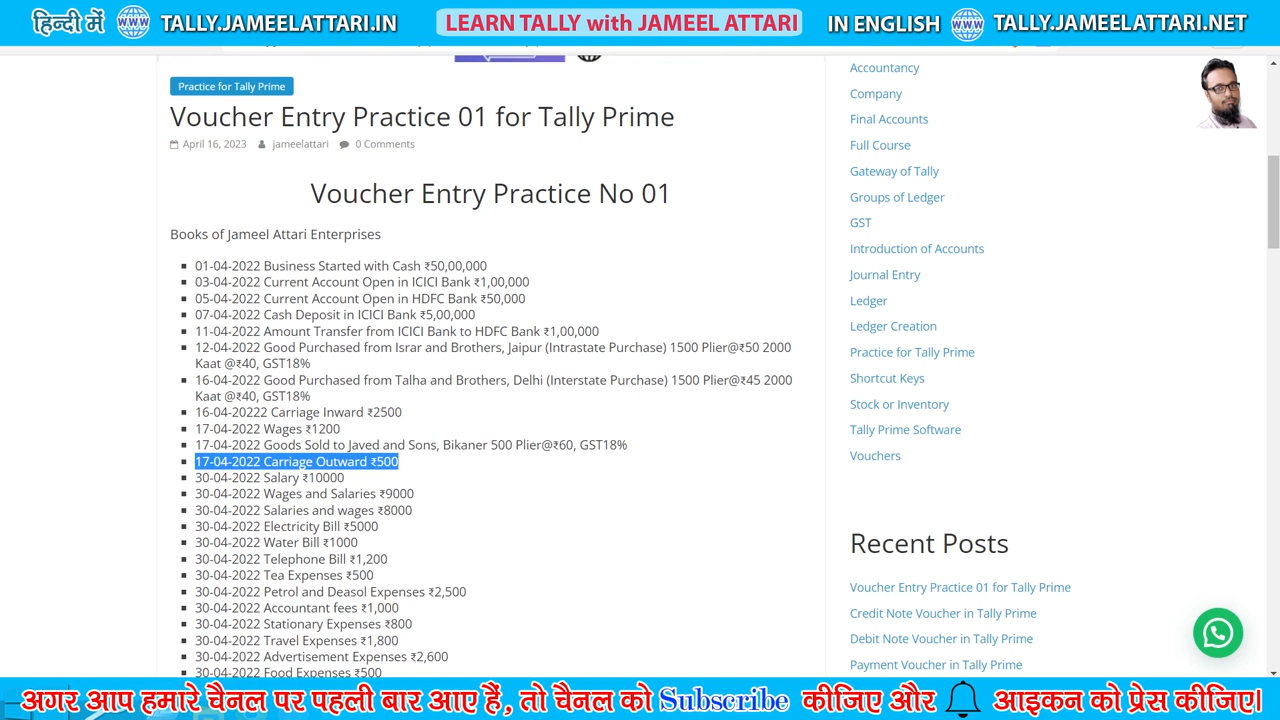 हिन्दी में WWW TALLY.JAMEELATTARI.IN LEARN TALLY with JAMEEL ATTARI IN ENGLISH WWW TALLY.JAMEELATTARI.NET
Practice for Tally Prime
Voucher Entry Practice 01 for Tally Prime
April 16, 2023 jameelattari 0 Comments
Voucher Entry Practice No 01
Books of Jameel Attari Enterprises
01-04-2022 Business Started with Cash ₹50,00,000
03-04-2022 Current Account Open in ICICI Bank ₹1,00,000
05-04-2022 Current Account Open in HDFC Bank ₹50,000
07-04-2022 Cash Deposit in ICICI Bank ₹5,00,000
11-04-2022 Amount Transfer from ICICI Bank to HDFC Bank ₹1,00,000
12-04-2022 Good Purchased from Israr and Brothers, Jaipur (Intrastate Purchase) 1500 Plier@₹50 2000
Kaat @₹40, GST18%
16-04-2022 Good Purchased from Talha and Brothers, Delhi (Interstate Purchase) 1500 Plier@₹45 2000
Kaat @₹40, GST18%
16-04-20222 Carriage Inward ₹2500
17-04-2022 Wages ₹1200
17-04-2022 Goods Sold to Javed and Sons, Bikaner 500 Plier@₹60, GST18%
17-04-2022 Carriage Outward ₹500
30-04-2022 Salary ₹10000
30-04-2022 Wages and Salaries ₹9000
30-04-2022 Salaries and wages ₹8000
30-04-2022 Electricity Bill ₹5000
30-04-2022 Water Bill ₹1000
30-04-2022 Telephone Bill ₹1,200
30-04-2022 Tea Expenses ₹500
30-04-2022 Petrol and Deasol Expenses ₹2,500
30-04-2022 Accountant fees ₹1,000
30-04-2022 Stationary Expenses ₹800
30-04-2022 Travel Expenses ₹1,800
30-04-2022 Advertisement Expenses ₹2,600
30-04-2022 Food Expenses ₹500
Accountancy
Company
Final Accounts
Full Course
Gateway of Tally
Groups of Ledger
GST
Introduction of Accounts
Journal Entry
Ledger
Ledger Creation
Practice for Tally Prime
Shortcut Keys
Stock or Inventory
Tally Prime Software
Vouchers
Recent Posts
Voucher Entry Practice 01 for Tally Prime
Credit Note Voucher in Tally Prime
Debit Note Voucher in Tally Prime
Payment Voucher in Tally Prime
अगर आप हमारे चैनल पर पहली बार आए हैं, तो चैनल को Subscribe कीजिए और आइकन को प्रेस कीजिए।